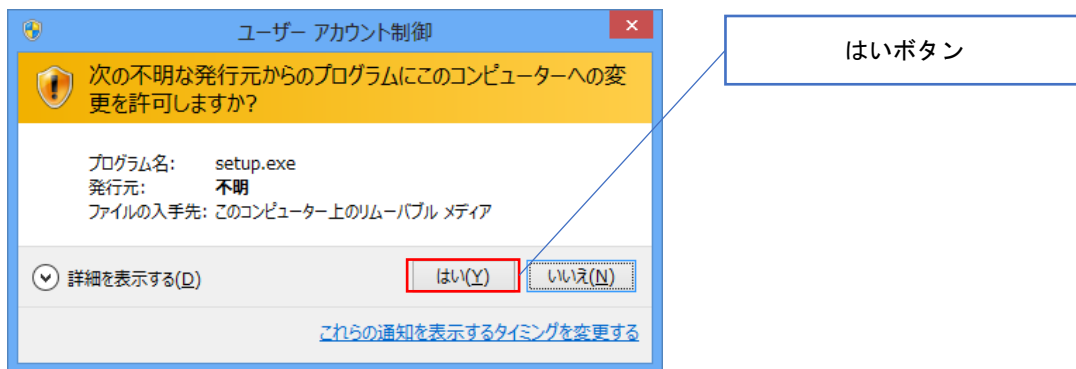 ユーザー アカウント制御
はいボタン
次の不明な発行元からのプログラムにこのコンピューターへの変
更を許可しますか?
プログラム名: setup.exe
発行元: 不明
ファイルの入手先: このコンピューター上のリムーバブル メディア
詳細を表示する(D)
はい(Y)
いいえ(N)
これらの通知を表示するタイミングを変更する